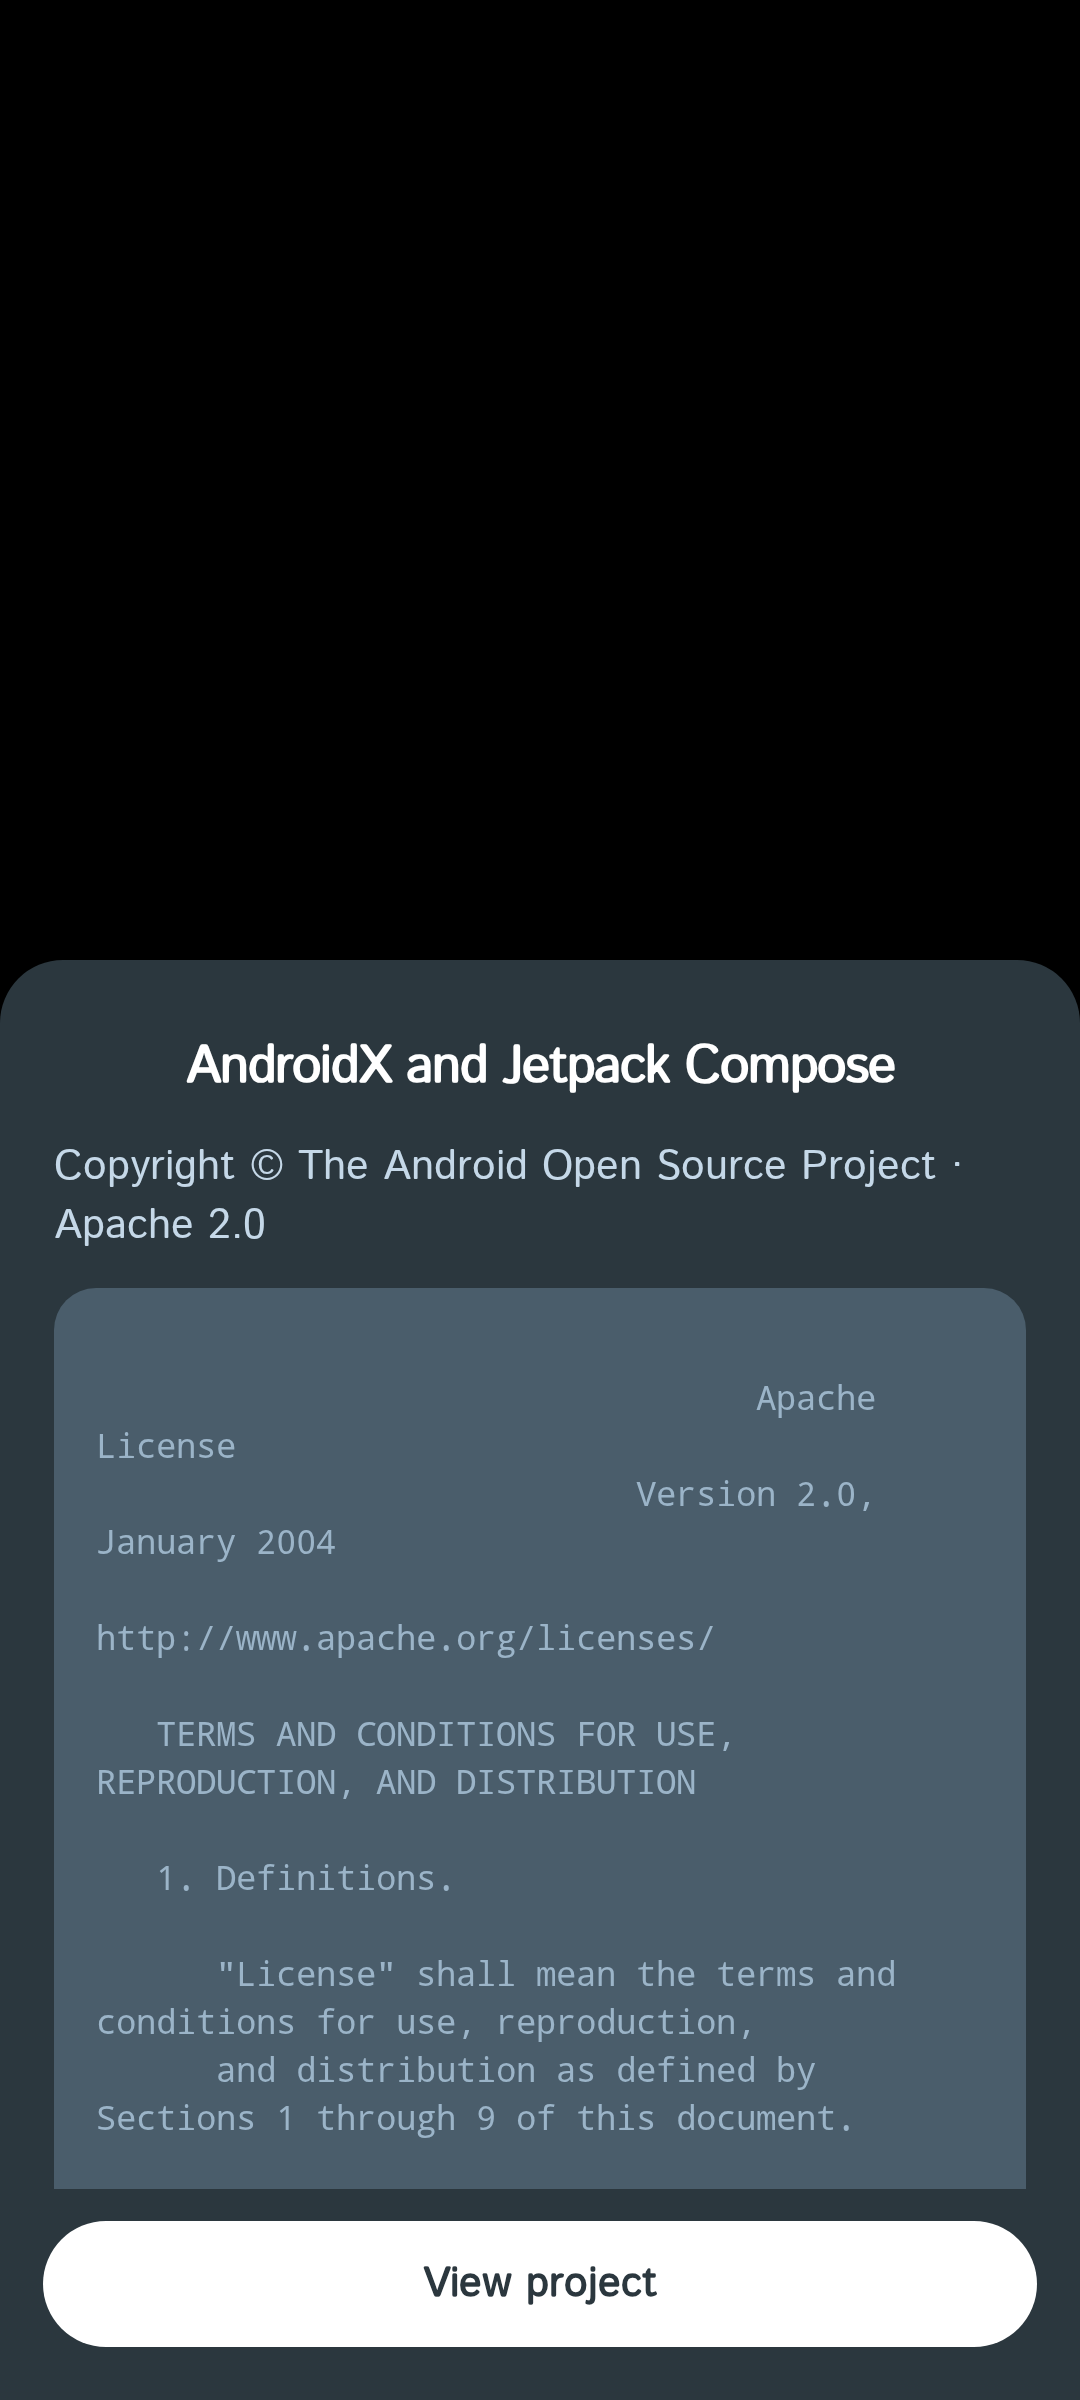 AndroidX and Jetpack Compose
Copyright © The Android Open Source Project ·
Apache 2.0
Apache
License
Version 2.0,
January 2004
http://www.apache.org/licenses/
TERMS AND CONDITIONS FOR USE,
REPRODUCTION, AND DISTRIBUTION
1. Definitions.
"License" shall mean the terms and
conditions for use, reproduction,
and distribution as defined by
Sections 1 through 9 of this document.
View project